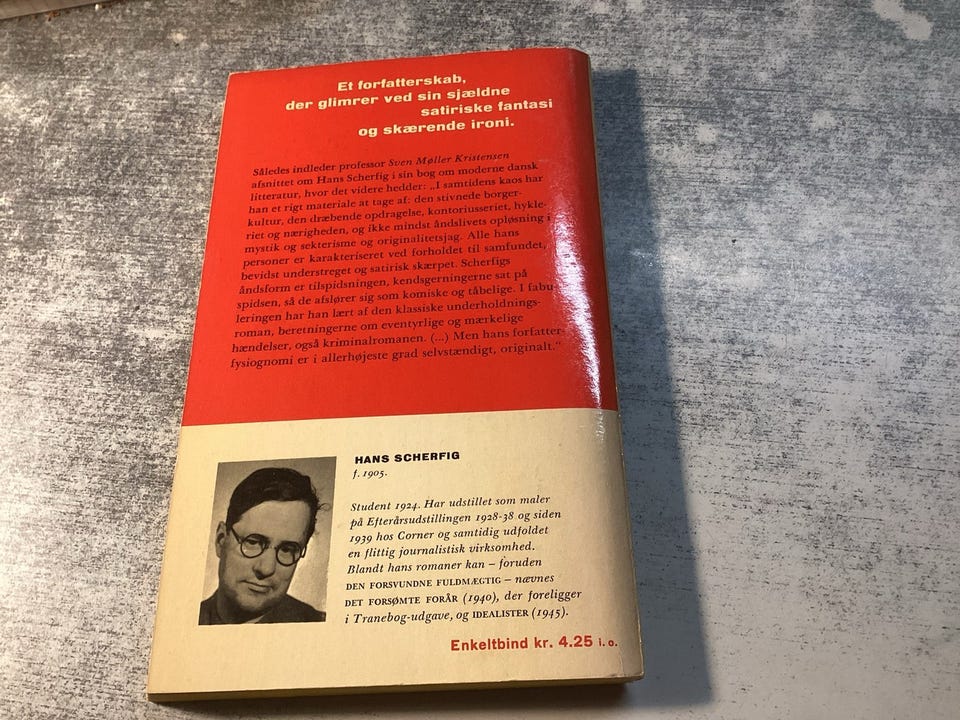 Et forfatterskab,
der glimrer ved sin sjældne
satiriske fantasi
og skærende ironi.
Således indleder professor Sven Møller Kristensen
afsnittet om Hans Scherfig i sin bog om moderne dansk
litteratur, hvor det videre hedder: „I samtidens kaos har
han et rigt materiale at tage af: den stivnede borger-
kultur, den dræbende opdragelse, kontoriusseriet, hykle-
riet og nærigheden, og ikke mindst åndslivets opløsning i
mystik og sekterisme og originalitetsjag. Alle hans
personer er karakteriseret ved forholdet til samfundet,
bevidst understreget og satirisk skærpet. Scherfigs
åndsform er tilspidsningen, kendsgerningerne sat på
spidsen, så de afslører sig som komiske og tåbelige. I fabu-
leringen har han lært af den klassiske underholdnings-
roman, beretningerne om eventyrlige og mærkelige
hændelser, også kriminalromanen. (...) Men hans forfatter-
fysiognomi er i allerhøjeste grad selvstændigt, originalt.“
HANS SCHERFIG
f. 1905.
Student 1924. Har udstillet som maler
på Efterårsudstillingen 1928-38 og siden
1939 hos Corner og samtidig udfoldet
en flittig journalistisk virksomhed.
Blandt hans romaner kan – foruden
DEN FORSVUNDNE FULDMÆGTIG – nævnes
DET FORSØMTE FORÅR (1940), der foreligger
i Tranebog-udgave, og IDEALISTER (1945).
Enkeltbind kr. 4.25 i. o.